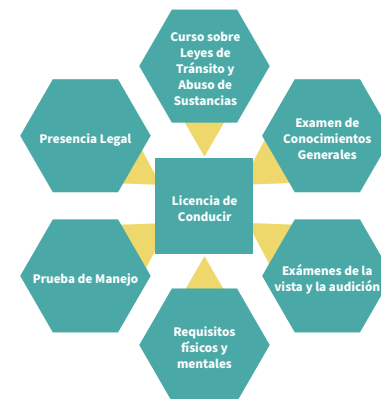 Curso sobre
Leyes de
Tránsito y
Abuso de
Sustancias
Presencia Legal
Examen de
Conocimientos
Generales
Licencia de
Conducir
Prueba de Manejo
Exámenes de la
vista y la audición
Requisitos
físicos y
mentales